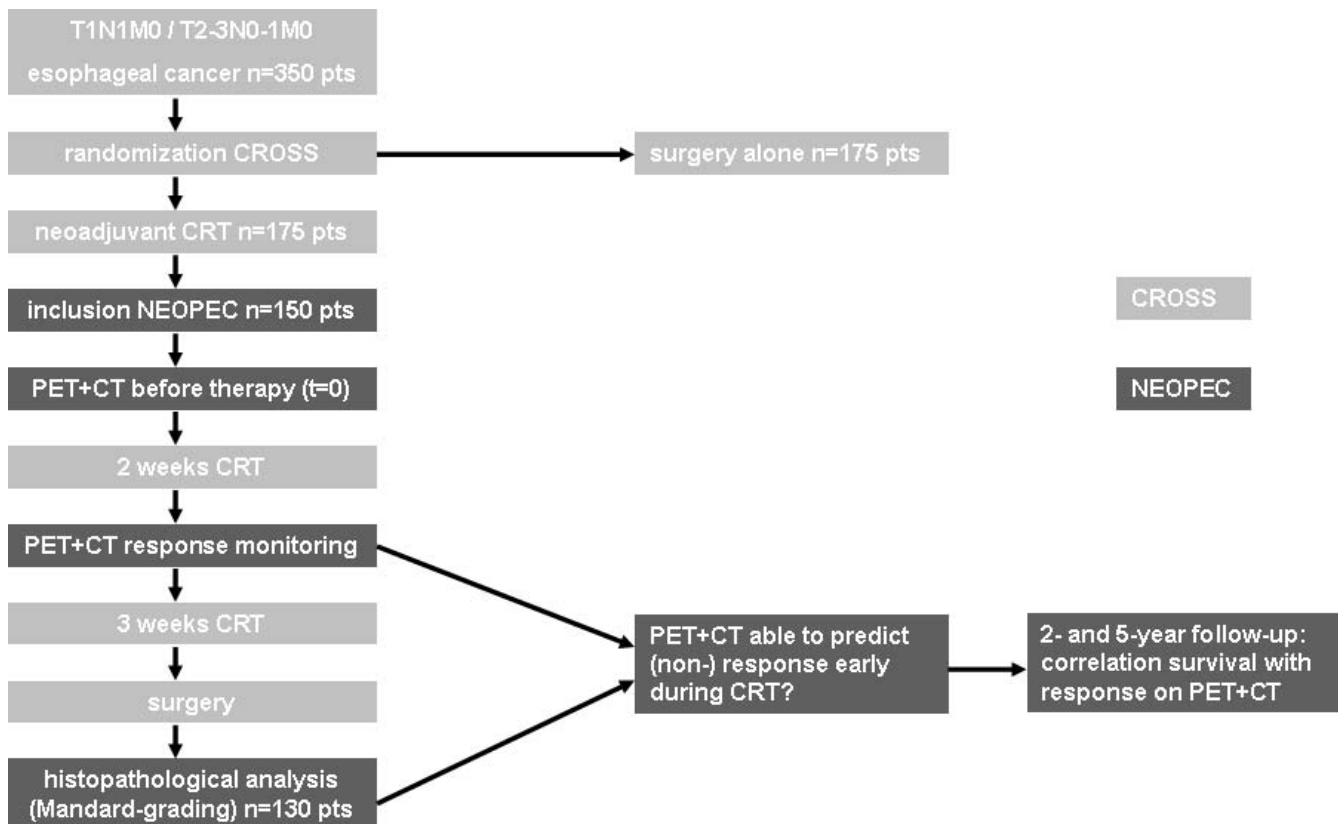 T1N1M0 / T2-3N0-1M0
esophageal cancer n=350 pts
randomization CROSS
surgery alone n=175 pts
neoadjuvant CRT n=175 pts
inclusion NEOPEC n=150 pts
CROSS
PET+CT before therapy (t=0)
NEOPEC
2 weeks CRT
PET+CT response monitoring
3 weeks CRT
surgery
histopathological analysis
(Mandard-grading) n=130 pts
PET+CT able to predict
(non-) response early
during CRT?
2- and 5-year follow-up:
correlation survival with
response on PET+CT